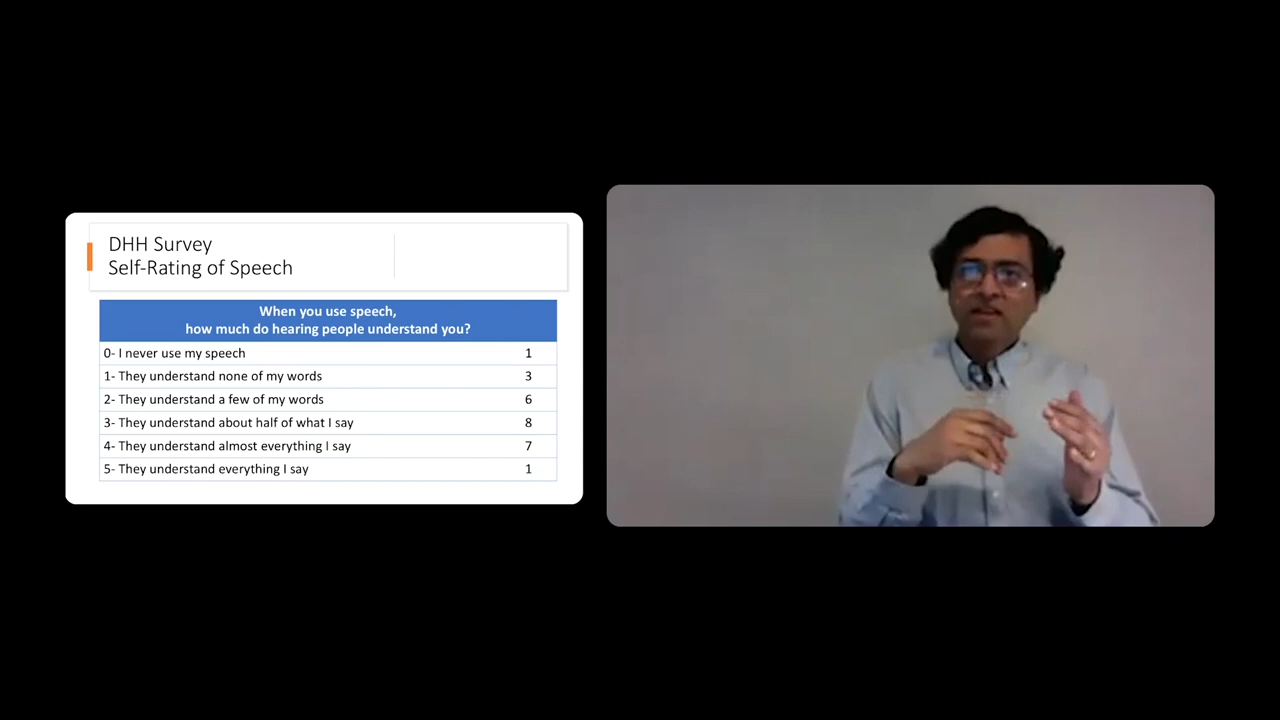 DHH Survey
Self-Rating of Speech
When you use speech,
how much do hearing people understand you?
0- I never use my speech 1
1- They understand none of my words 3
2- They understand a few of my words 6
3- They understand about half of what I say 8
4- They understand almost everything I say 7
5- They understand everything I say 1